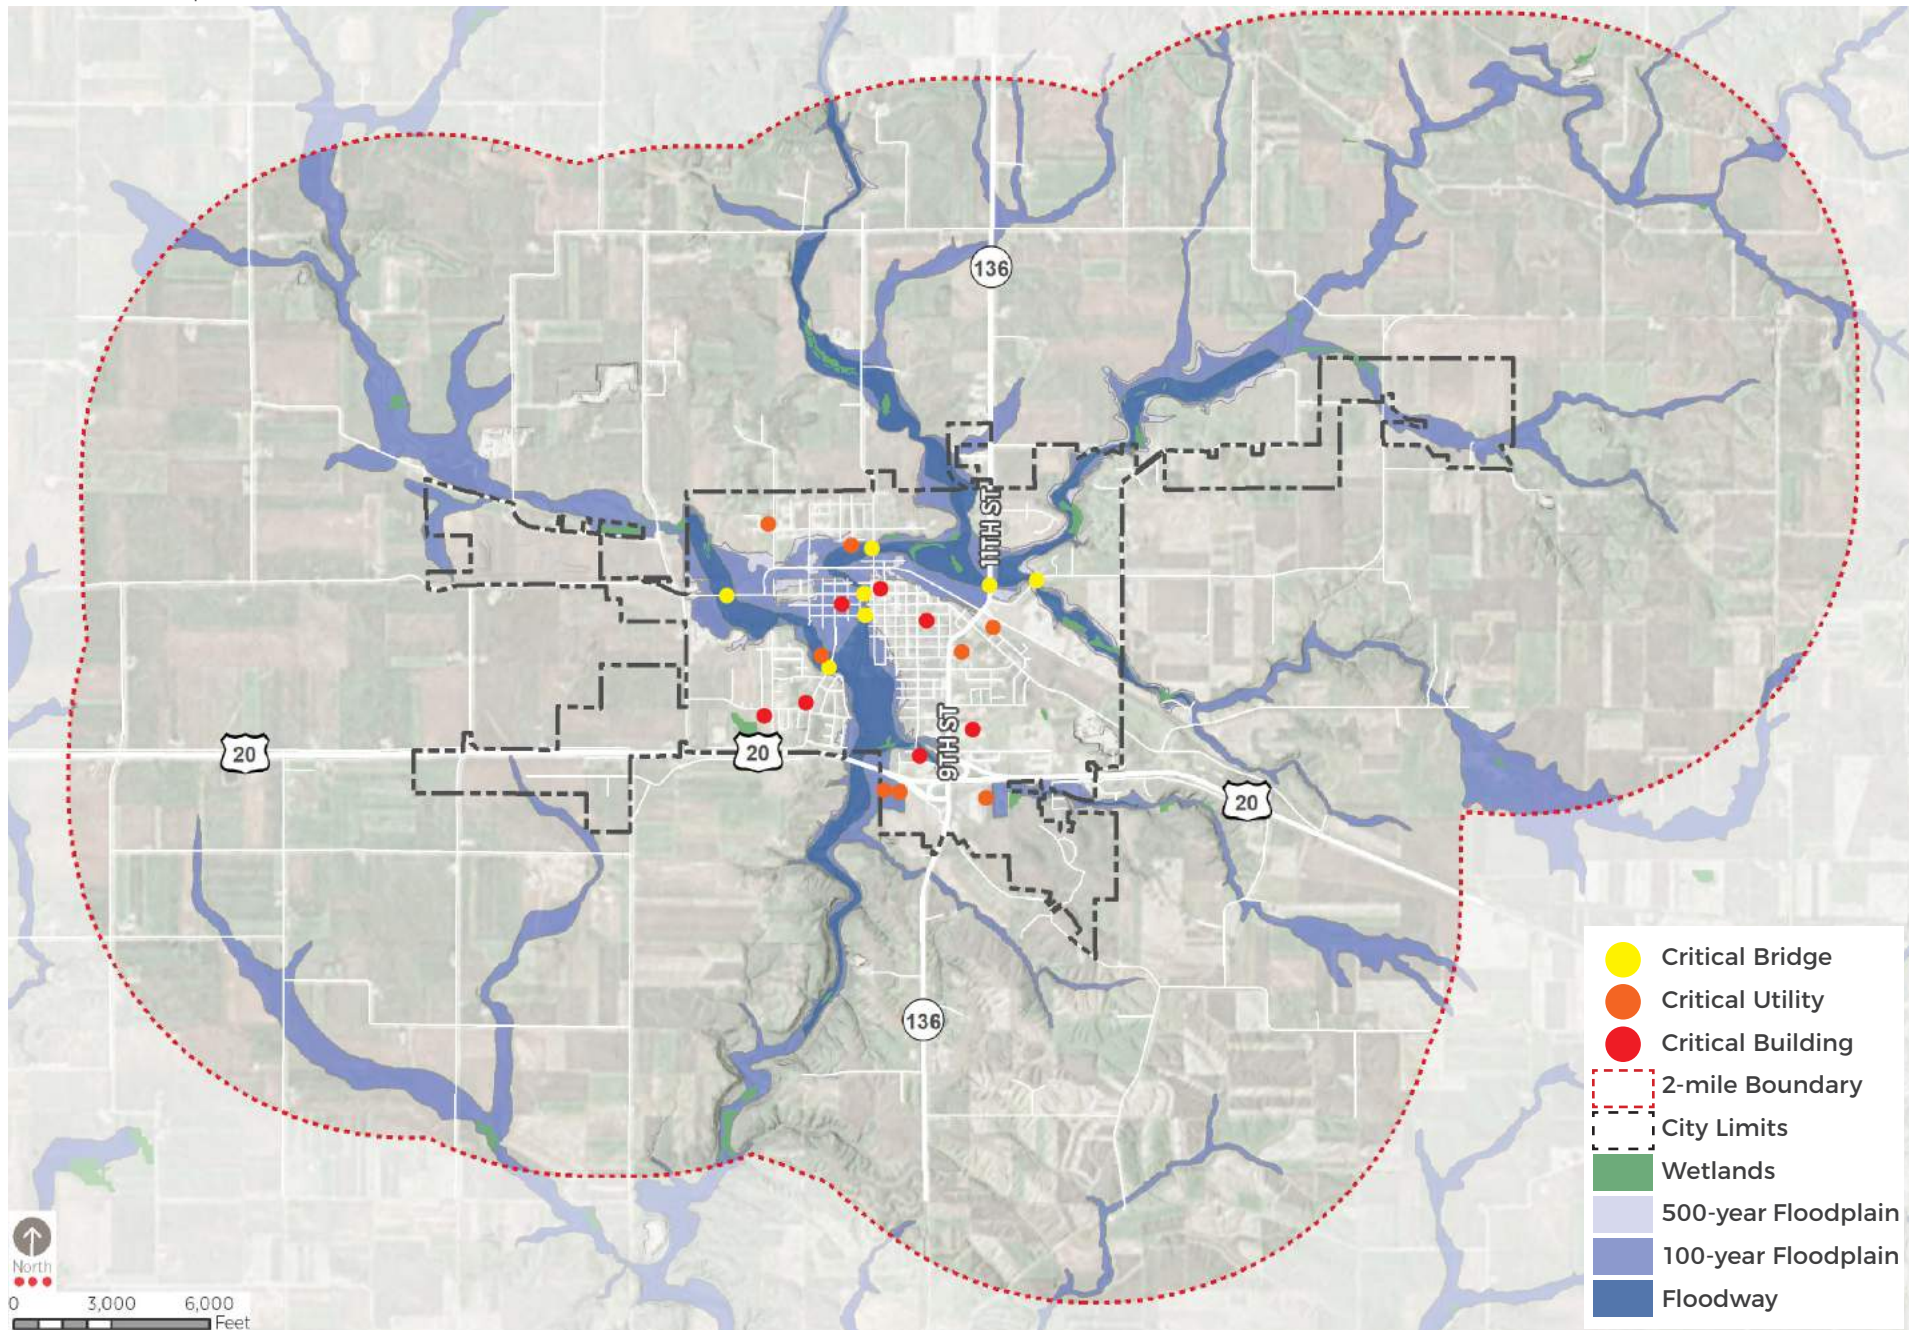 136
11TH ST
20
20
9TH ST
20
136
Critical Bridge
Critical Utility
Critical Building
2-mile Boundary
City Limits
Wetlands
500-year Floodplain
100-year Floodplain
Floodway
North
0 3,000 6,000
Feet